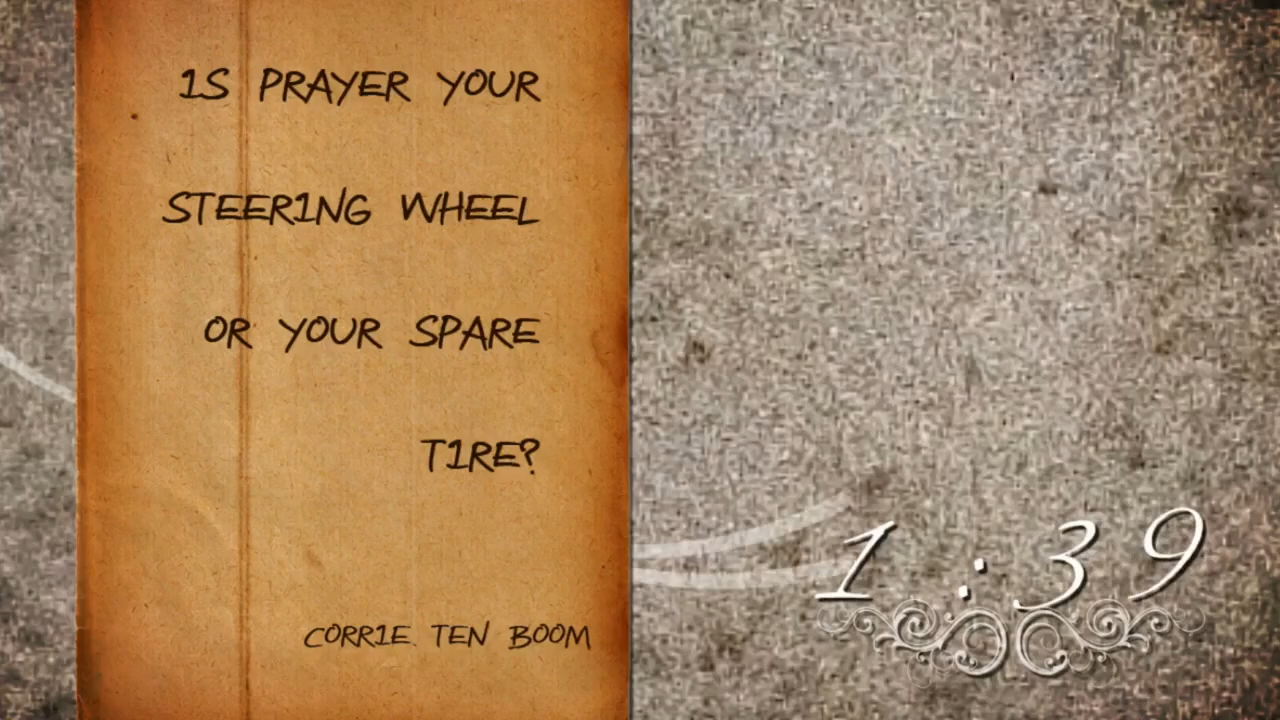 IS PRAYER YOUR
STEERING WHEEL
OR YOUR SPARE
TIRE?
CORRIE TEN BOOM
1:39